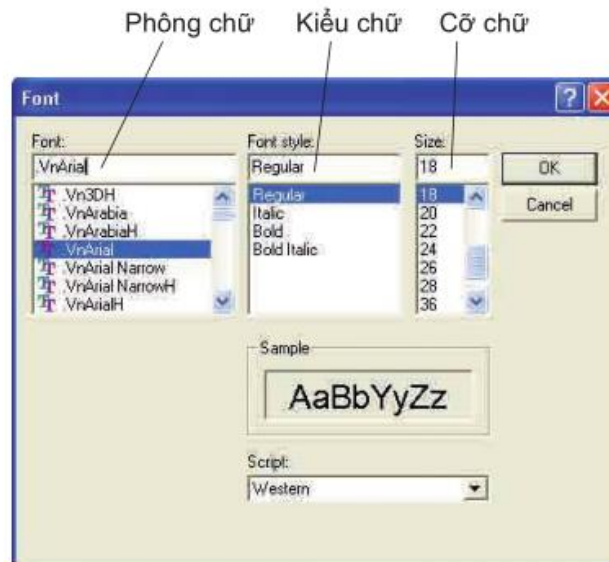 Phông chữ Kiểu chữ Cỡ chữ
Font
Font: Font style: Size:
.VnArial Regular 18 OK
.Vn3DH Regular 18 Cancel
.VnArabia Italic 20
.VnArabiaH Bold 22
.VnArial Bold Italic 24
.VnArial Narrow 26
.VnArial NarrowH 28
.VnArialH 36
Sample
AaBbYyZz
Script:
Western